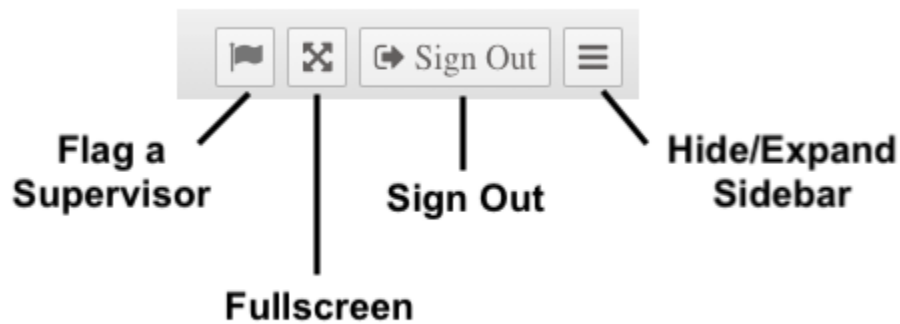 Sign Out
Flag a
Supervisor
Sign Out
Hide/Expand
Sidebar
Fullscreen